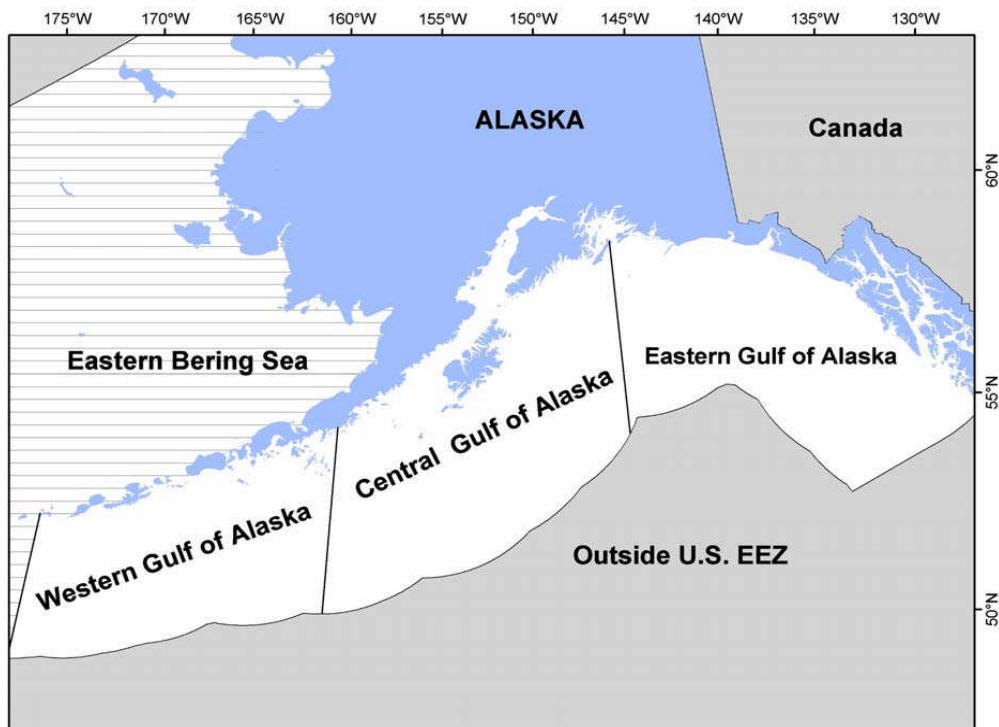 175°W 170°W 165°W 160°W 155°W 150°W 145°W 140°W 135°W 130°W
ALASKA
Canada
60°N
Eastern Bering Sea
Eastern Gulf of Alaska
55°N
Central Gulf of Alaska
Western Gulf of Alaska
Outside U.S. EEZ
50°N